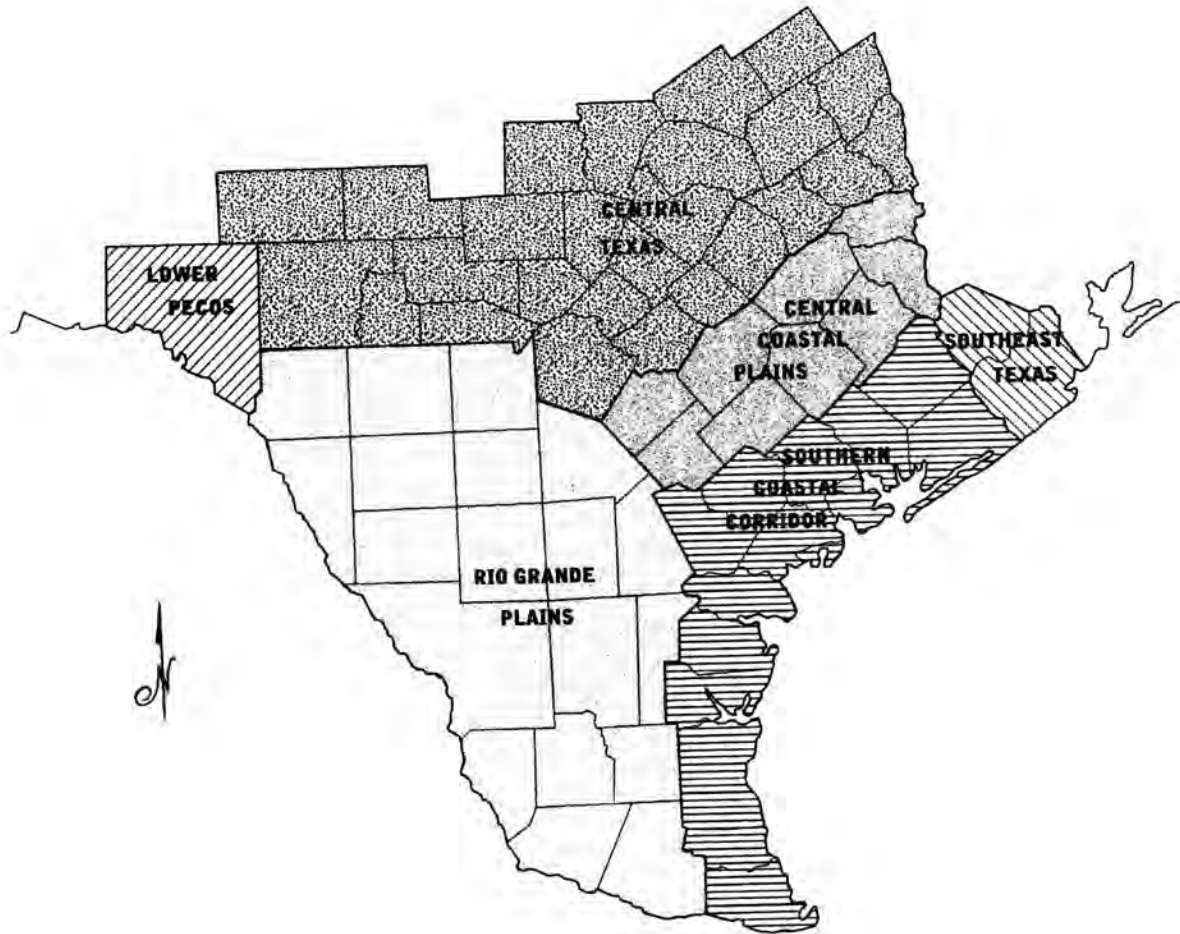 CENTRAL
TEXAS
LOWER
PECOS
CENTRAL
COASTAL
PLAINS
SOUTHEAST
TEXAS
SOUTHERN
COASTAL
CORRIDOR
RIO GRANDE
PLAINS
N